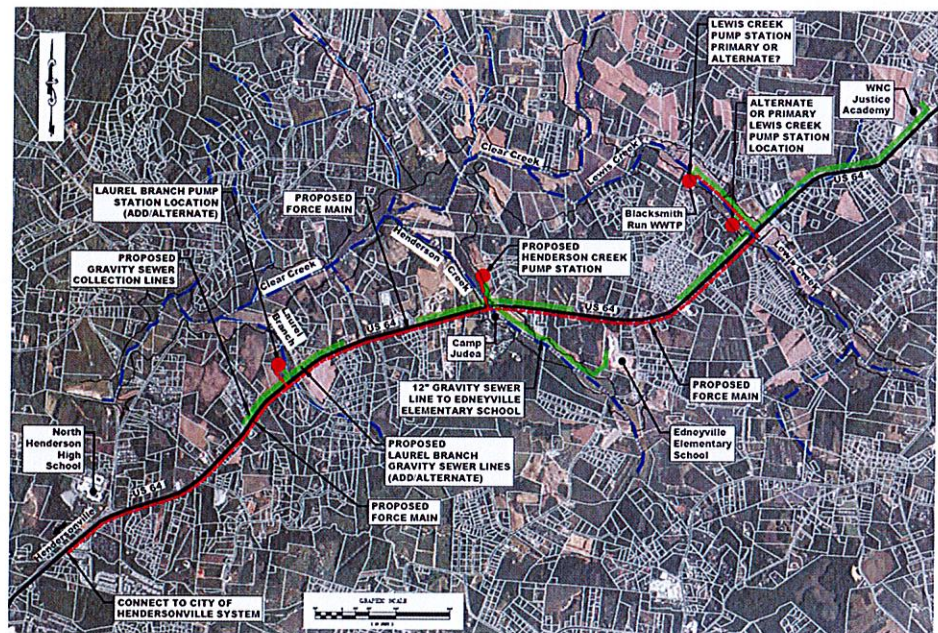 LEWIS CREEK
PUMP STATION
PRIMARY OR
ALTERNATE?
WNC
Justice
Academy
ALTERNATE
OR PRIMARY
LEWIS CREEK
PUMP STATION
LOCATION
Clear Creek
Lewis Creek
US 64
LAUREL BRANCH PUMP
STATION LOCATION
(ADD/ALTERNATE)
PROPOSED
FORCE MAIN
Blacksmith
Run WWTP
Henderson Creek
PROPOSED
HENDERSON CREEK
PUMP STATION
Lewis Creek
PROPOSED
GRAVITY SEWER
COLLECTION LINES
Clear Creek
Laurel
Branch
US 64
US 64
Camp
Judea
12" GRAVITY SEWER
LINE TO EDNEYVILLE
ELEMENTARY SCHOOL
PROPOSED
FORCE MAIN
Edneyville
Elementary
School
North
Henderson
High
School
PROPOSED
LAUREL BRANCH
GRAVITY SEWER LINES
(ADD/ALTERNATE)
US 64
PROPOSED
FORCE MAIN
Hendersonville
CONNECT TO CITY OF
HENDERSONVILLE SYSTEM
GRAPHIC SCALE